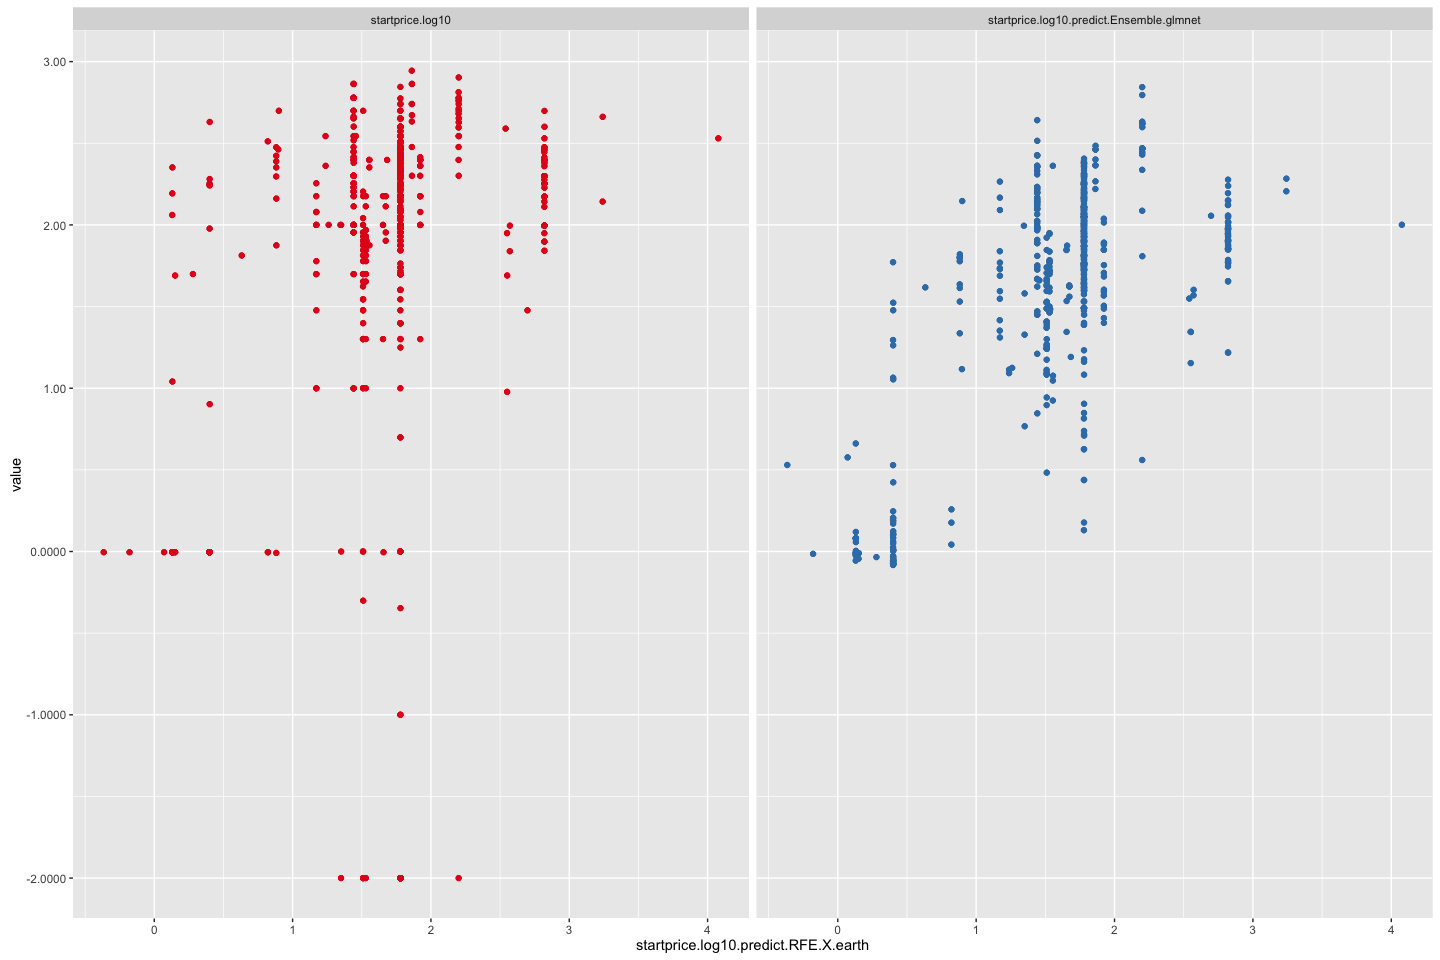 startprice.log10
startprice.log10.predict.Ensemble.glmnet
value
3.00
2.00
1.00
0.0000
-1.0000
-2.0000
0 1 2 3 4
0 1 2 3 4
startprice.log10.predict.RFE.X.earth